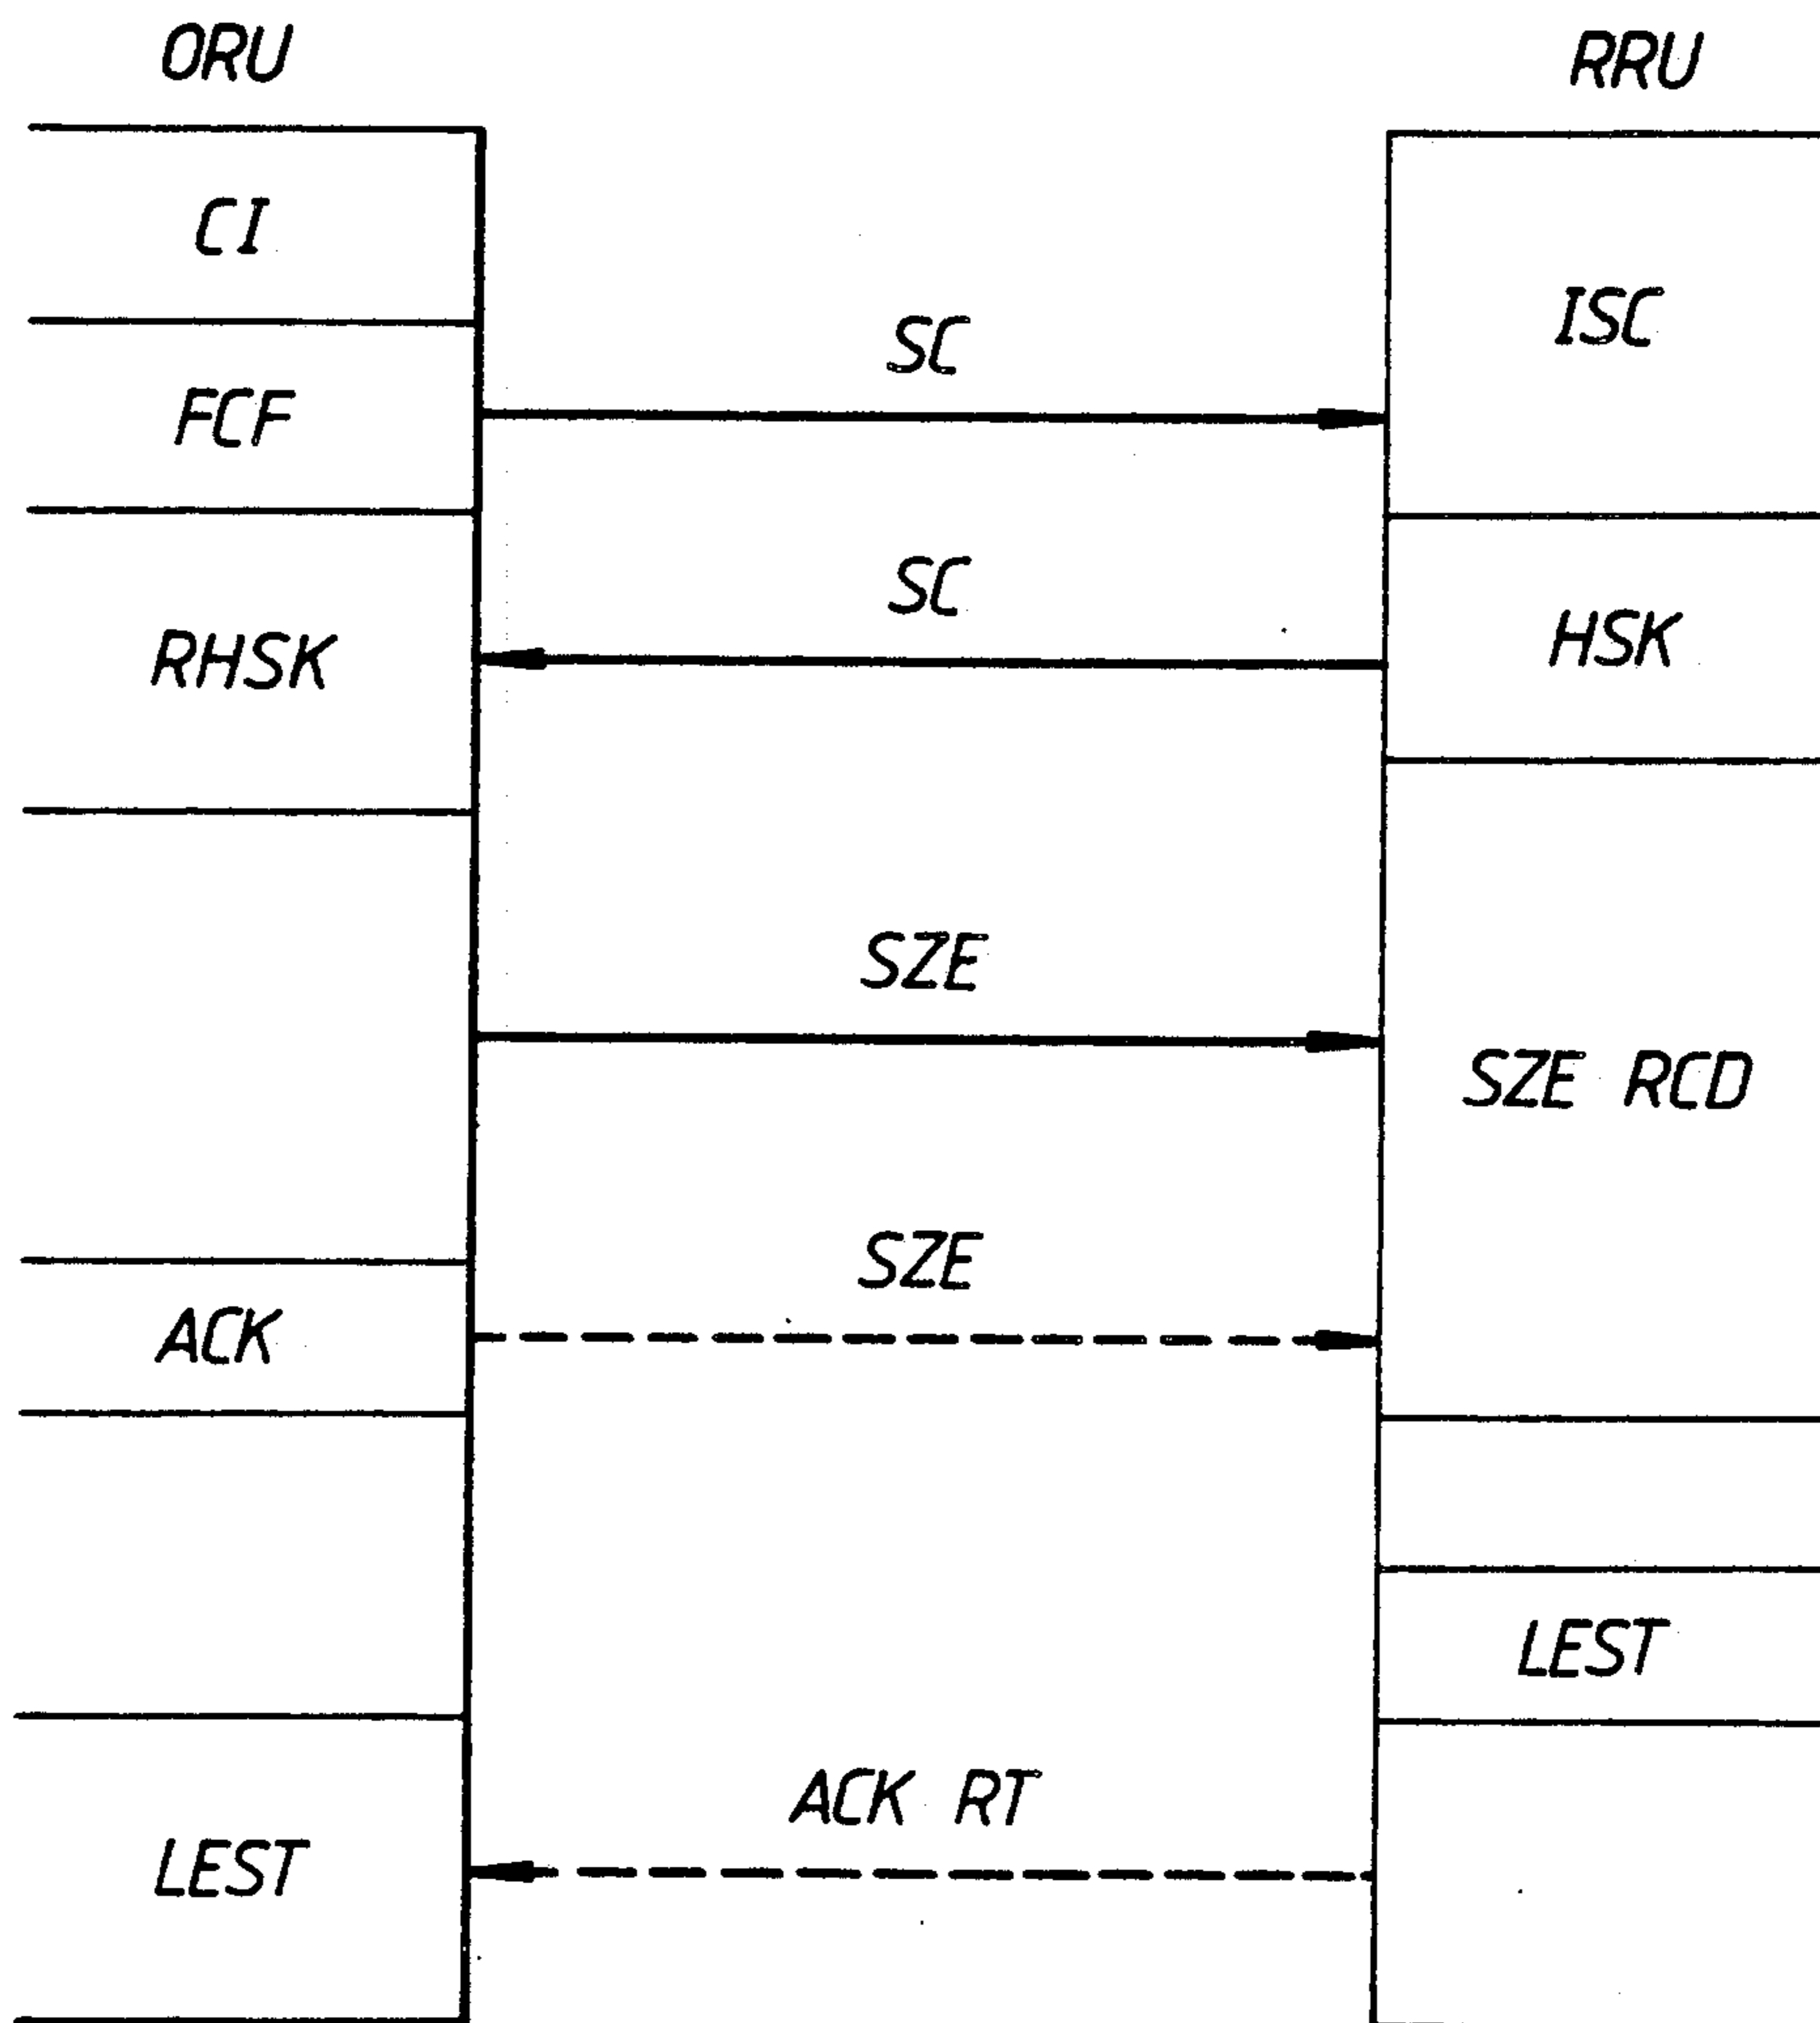 ORU
RRU
CI
ISC
SC
FCF
SC
HSK
RHSK
SZE
SZE RCD
SZE
ACK
LEST
ACK RT
LEST